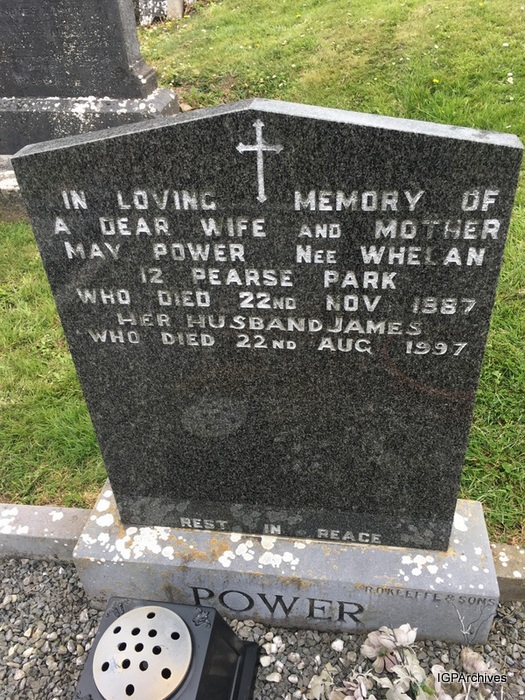 IN LOVING MEMORY OF
A DEAR WIFE AND MOTHER
MAY POWER NEE WHELAN
12 PEARSE PARK
WHO DIED 22ND NOV 1987
HER HUSBAND JAMES
WHO DIED 22ND AUG 1997
REST IN PEACE
O'KEEFFE & SONS
POWER
IGPArchives